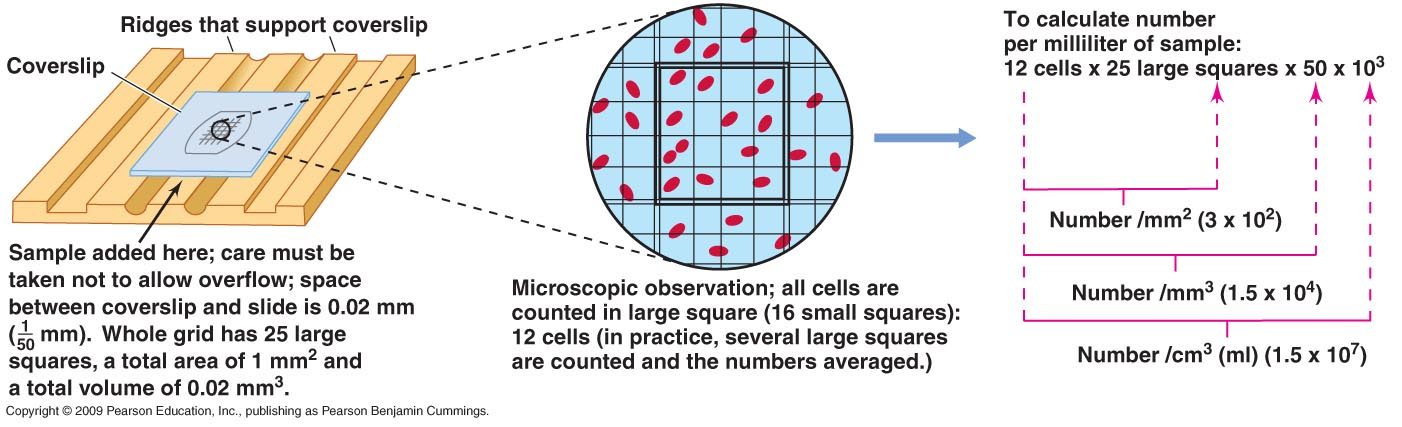 Ridges that support coverslip
Coverslip
Sample added here; care must be
taken not to allow overflow; space
between coverslip and slide is 0.02 mm
(1/50 mm). Whole grid has 25 large
squares, a total area of 1 mm² and
a total volume of 0.02 mm³.
Microscopic observation; all cells are
counted in large square (16 small squares):
12 cells (in practice, several large squares
are counted and the numbers averaged.)
To calculate number
per milliliter of sample:
12 cells x 25 large squares x 50 x 10³
Number /mm² (3 x 10²)
Number /mm³ (1.5 x 10⁴)
Number /cm³ (ml) (1.5 x 10⁷)
Copyright © 2009 Pearson Education, Inc., publishing as Pearson Benjamin Cummings.